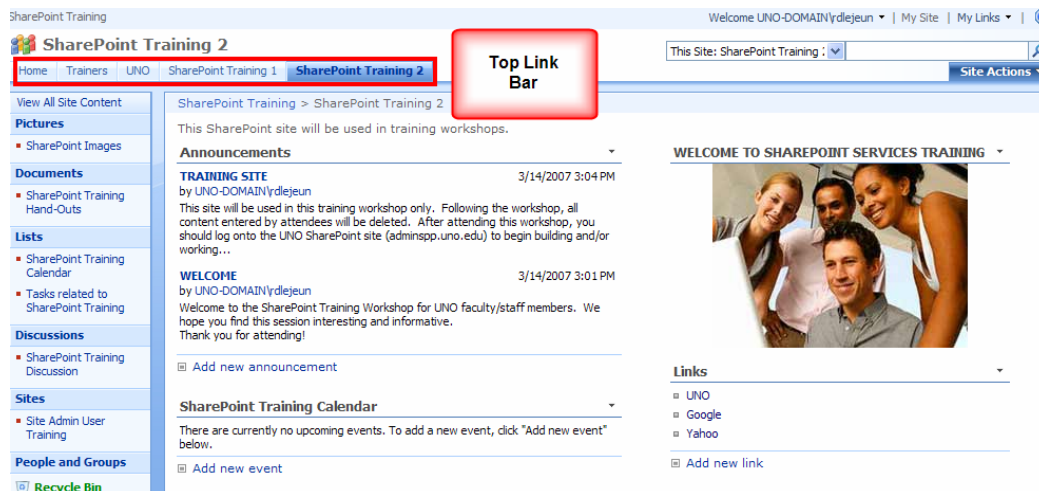 SharePoint Training
Welcome UNO-DOMAIN\rdlejeun | My Site | My Links |
SharePoint Training 2
This Site: SharePoint Training
Home Trainers UNO SharePoint Training 1 SharePoint Training 2
Top Link
Bar
Site Actions
View All Site Content
Pictures
SharePoint Images
Documents
SharePoint Training
Hand-Outs
Lists
SharePoint Training
Calendar
Tasks related to
SharePoint Training
Discussions
SharePoint Training
Discussion
Sites
Site Admin User
Training
People and Groups
Recycle Bin
SharePoint Training > SharePoint Training 2
This SharePoint site will be used in training workshops.
Announcements
TRAINING SITE 3/14/2007 3:04 PM
by UNO-DOMAIN\rdlejeun
This site will be used in this training workshop only. Following the workshop, all
content entered by attendees will be deleted. After attending this workshop, you
should log onto the UNO SharePoint site (adminspp.uno.edu) to begin building and/or
working...
WELCOME 3/14/2007 3:01 PM
by UNO-DOMAIN\rdlejeun
Welcome to the SharePoint Training Workshop for UNO faculty/staff members. We
hope you find this session interesting and informative.
Thank you for attending!
Add new announcement
SharePoint Training Calendar
There are currently no upcoming events. To add a new event, click "Add new event"
below.
Add new event
WELCOME TO SHAREPOINT SERVICES TRAINING
Links
UNO
Google
Yahoo
Add new link